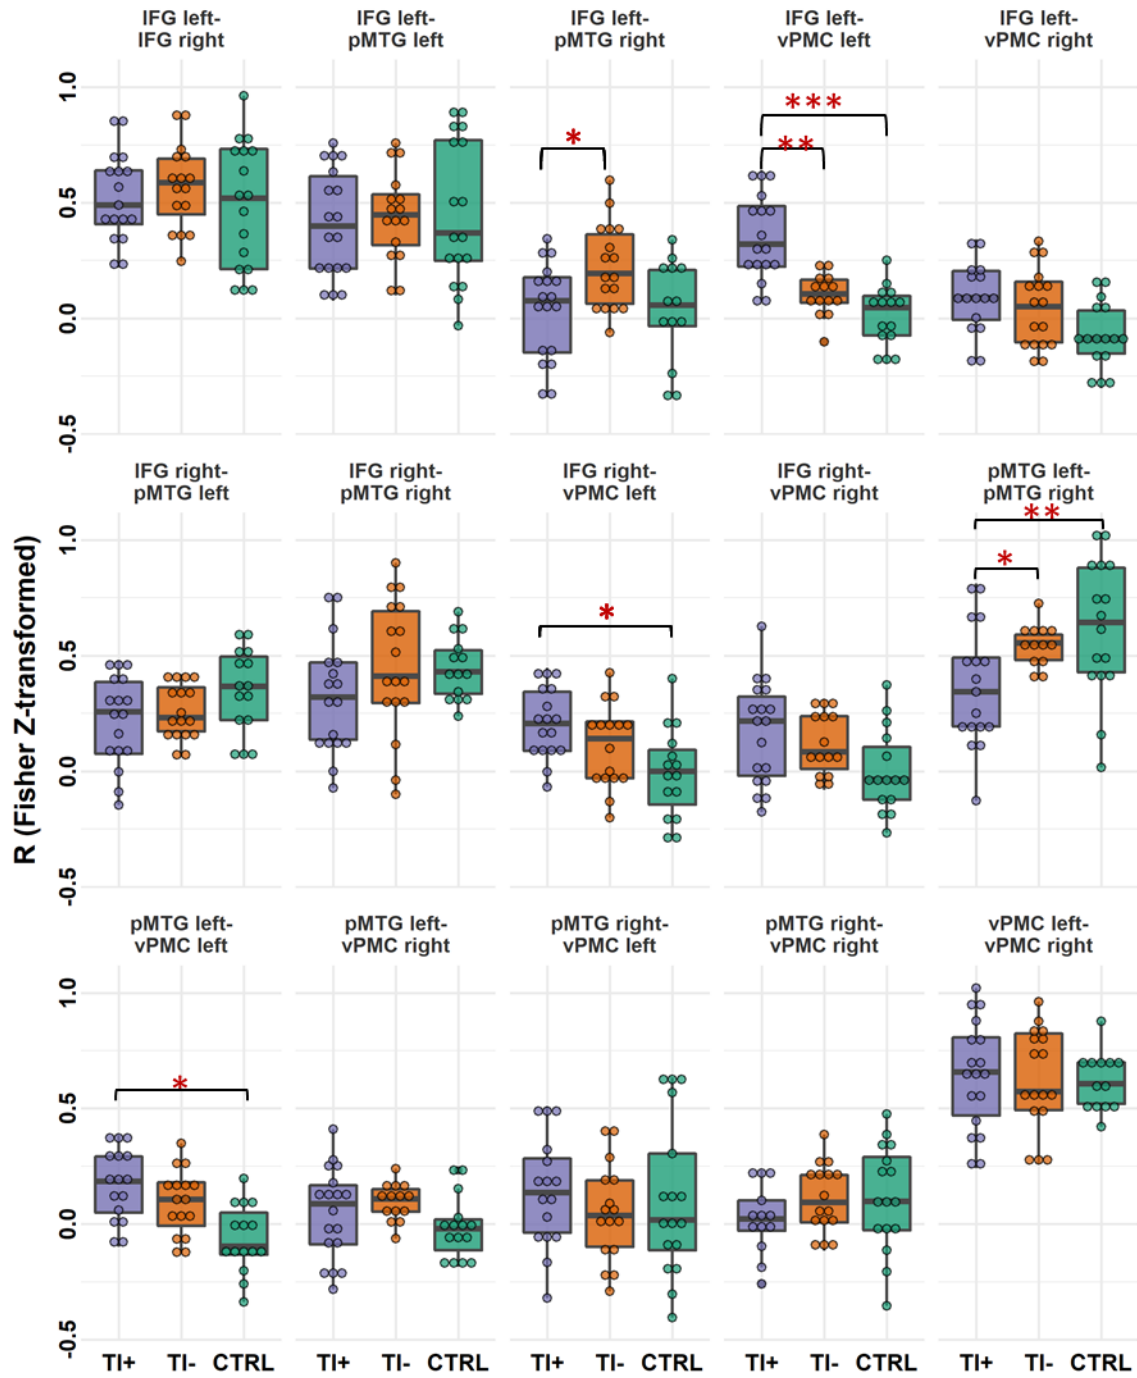 IFG left-
IFG right
IFG left-
pMTG left
IFG left-
pMTG right
IFG left-
vPMC left
IFG left-
vPMC right
1.0
0.5
0.0
-0.5
*
***
**
IFG right-
pMTG left
IFG right-
pMTG right
IFG right-
vPMC left
IFG right-
vPMC right
pMTG left-
pMTG right
R (Fisher Z-transformed)
1.0
0.5
0.0
-0.5
*
**
*
pMTG left-
vPMC left
pMTG left-
vPMC right
pMTG right-
vPMC left
pMTG right-
vPMC right
vPMC left-
vPMC right
1.0
0.5
0.0
-0.5
*
TI+ TI- CTRL TI+ TI- CTRL TI+ TI- CTRL TI+ TI- CTRL TI+ TI- CTRL